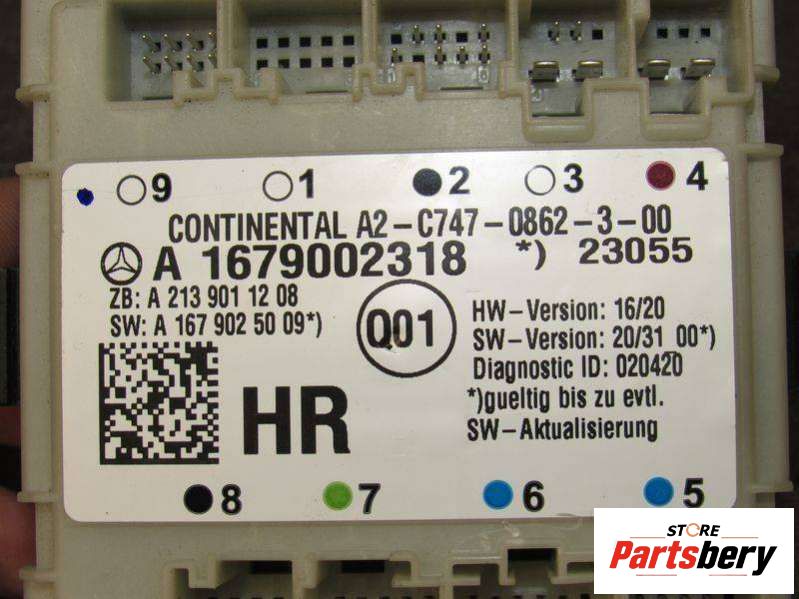 9 1 2 3 4
CONTINENTAL A2-C747-0862-3-00
A 1679002318 *) 23055
ZB: A 213 901 12 08
SW: A 167 902 50 09*)
Q01
HW-Version: 16/20
SW-Version: 20/31 00*)
Diagnostic ID: 020420
*)gueltig bis zu evtl.
SW-Aktualisierung
HR
8 7 6 5
STORE
Partsbery